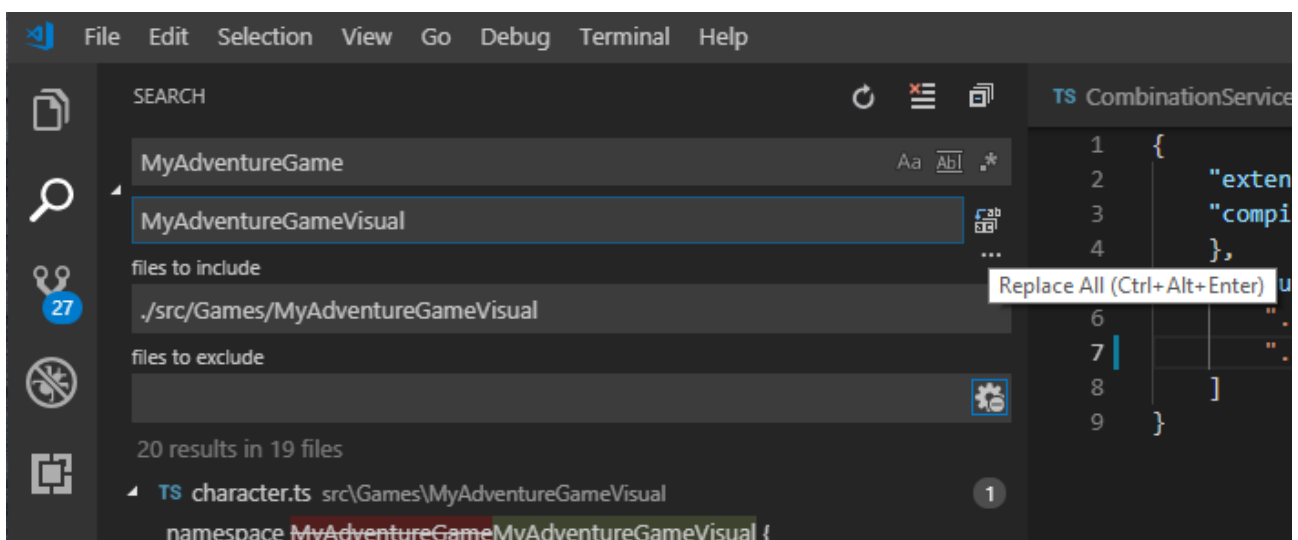 File Edit Selection View Go Debug Terminal Help
SEARCH
MyAdventureGame
Aa Abl .*
MyAdventureGameVisual
files to include
./src/Games/MyAdventureGameVisual
files to exclude
20 results in 19 files
TS character.ts src\Games\MyAdventureGameVisual 1
namespace MyAdventureGameMyAdventureGameVisual {
27
Replace All (Ctrl+Alt+Enter)
TS CombinationService
1 {
2 "exten
3 "compi
4 },
u
6 ".
7 ".
8 ]
9 }